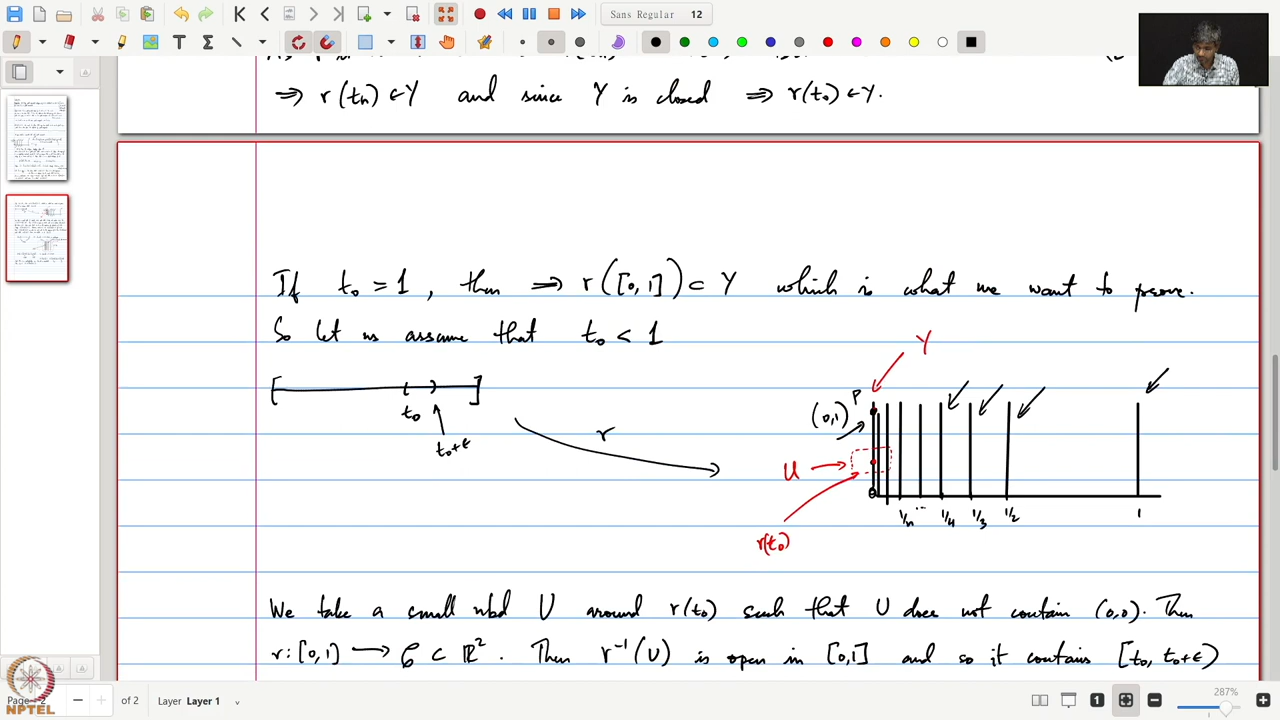 Sans Regular 12
⇒ r(tn) ∈ Y and since Y is closed ⇒ r(t₀) ∈ Y.
If t₀ = 1, then ⇒ r([0,1]) ⊂ Y which is what we want to prove.
So let us assume that t₀ < 1
Y
P
(0,1)
t₀
t₀+ϵ
r
U
r(t₀)
0
1/n ... 1/4 1/3 1/2 1
We take a small nbd U around r(t₀) such that U does not contain (0,0). Then
r: [0,1] → C ⊂ ℝ². Then r⁻¹(U) is open in [0,1] and so it contains [t₀, t₀+ϵ)
NPTEL
Page 2 of 2 Layer Layer 1
287%